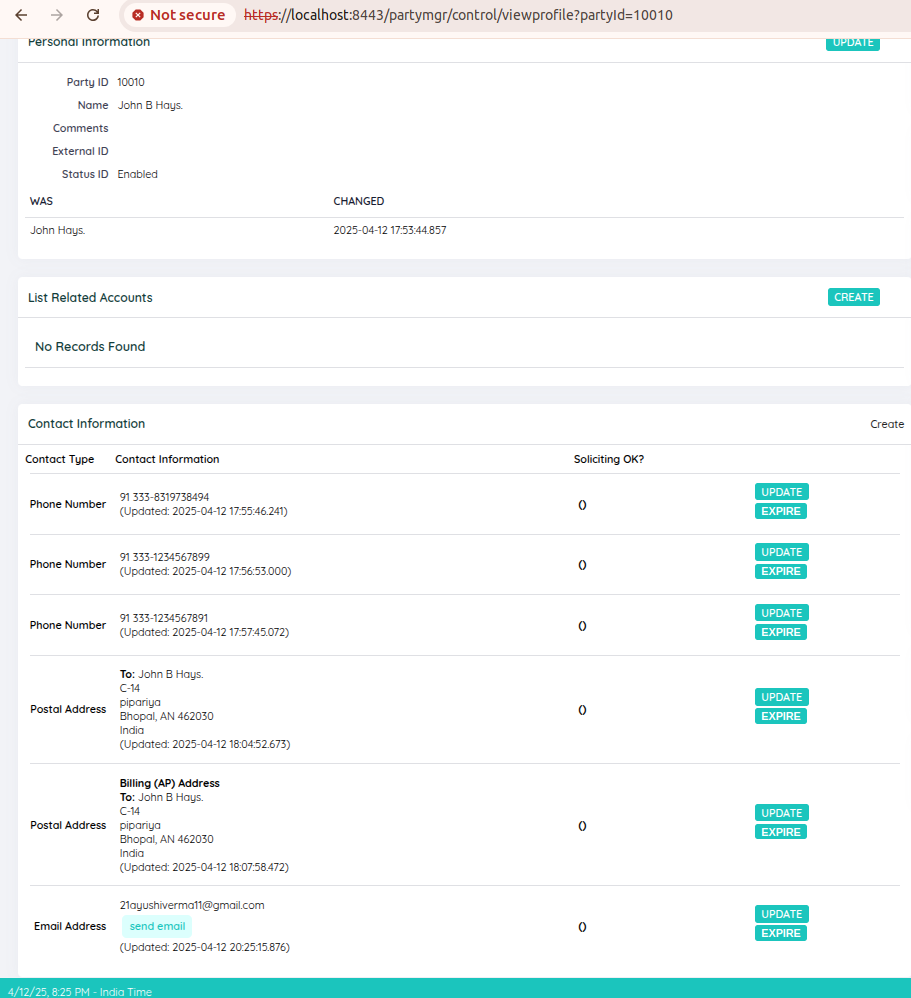 Not secure https://localhost:8443/partymgr/control/viewprofile?partyId=10010
Personal Information UPDATE
Party ID 10010
Name John B Hays.
Comments
External ID
Status ID Enabled
WAS CHANGED
John Hays. 2025-04-12 17:53:44.857
List Related Accounts CREATE
No Records Found
Contact Information Create
Contact Type Contact Information Soliciting OK?
Phone Number 91 333-8319738494 () UPDATE
(Updated: 2025-04-12 17:55:46.241) EXPIRE
Phone Number 91 333-1234567899 () UPDATE
(Updated: 2025-04-12 17:56:53.000) EXPIRE
Phone Number 91 333-1234567891 () UPDATE
(Updated: 2025-04-12 17:57:45.072) EXPIRE
To: John B Hays.
C-14 UPDATE
pipariya
Postal Address Bhopal, AN 462030 () EXPIRE
India
(Updated: 2025-04-12 18:04:52.673)
Billing (AP) Address
To: John B Hays.
C-14 UPDATE
Postal Address pipariya () EXPIRE
Bhopal, AN 462030
India
(Updated: 2025-04-12 18:07:58.472)
21ayushiverma11@gmail.com UPDATE
Email Address send email () EXPIRE
(Updated: 2025-04-12 20:25:15.876)
4/12/25, 8:25 PM - India Time